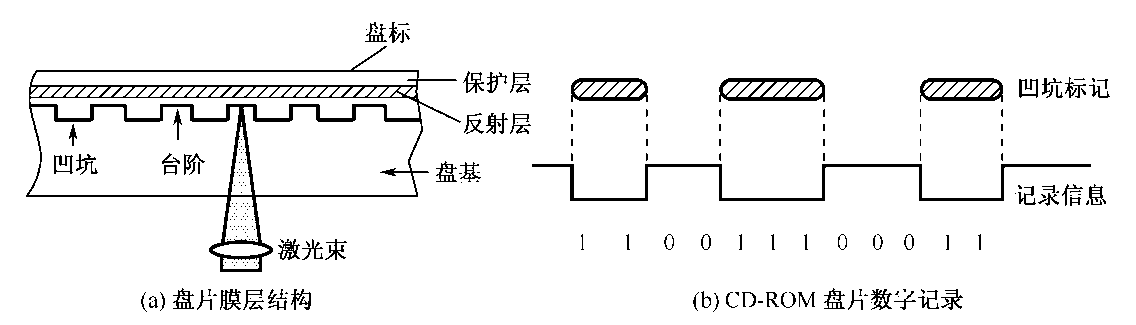 盘标
保护层
反射层
凹坑
台阶
盘基
激光束
(a) 盘片膜层结构
凹坑标记
记录信息
1 1 0 0 1 1 1 0 0 0 1 1
(b) CD-ROM 盘片数字记录